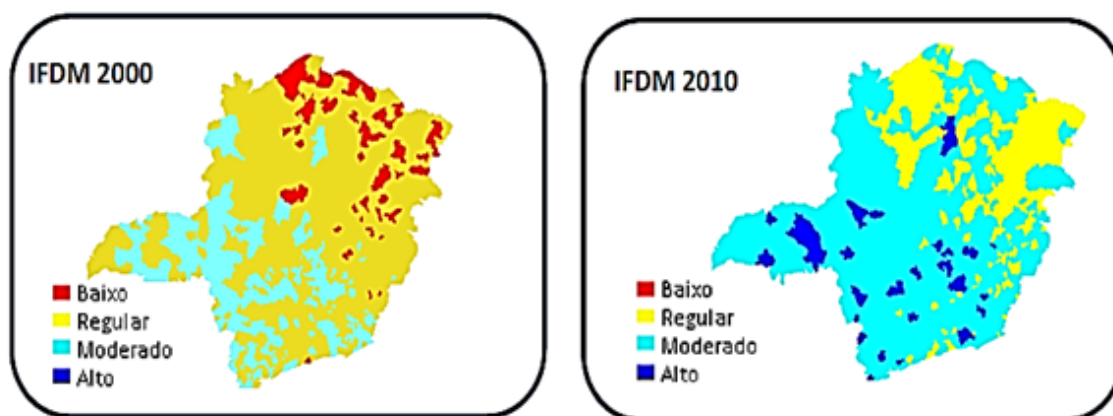 IFDM 2000
Baixo
Regular
Moderado
Alto
IFDM 2010
Baixo
Regular
Moderado
Alto